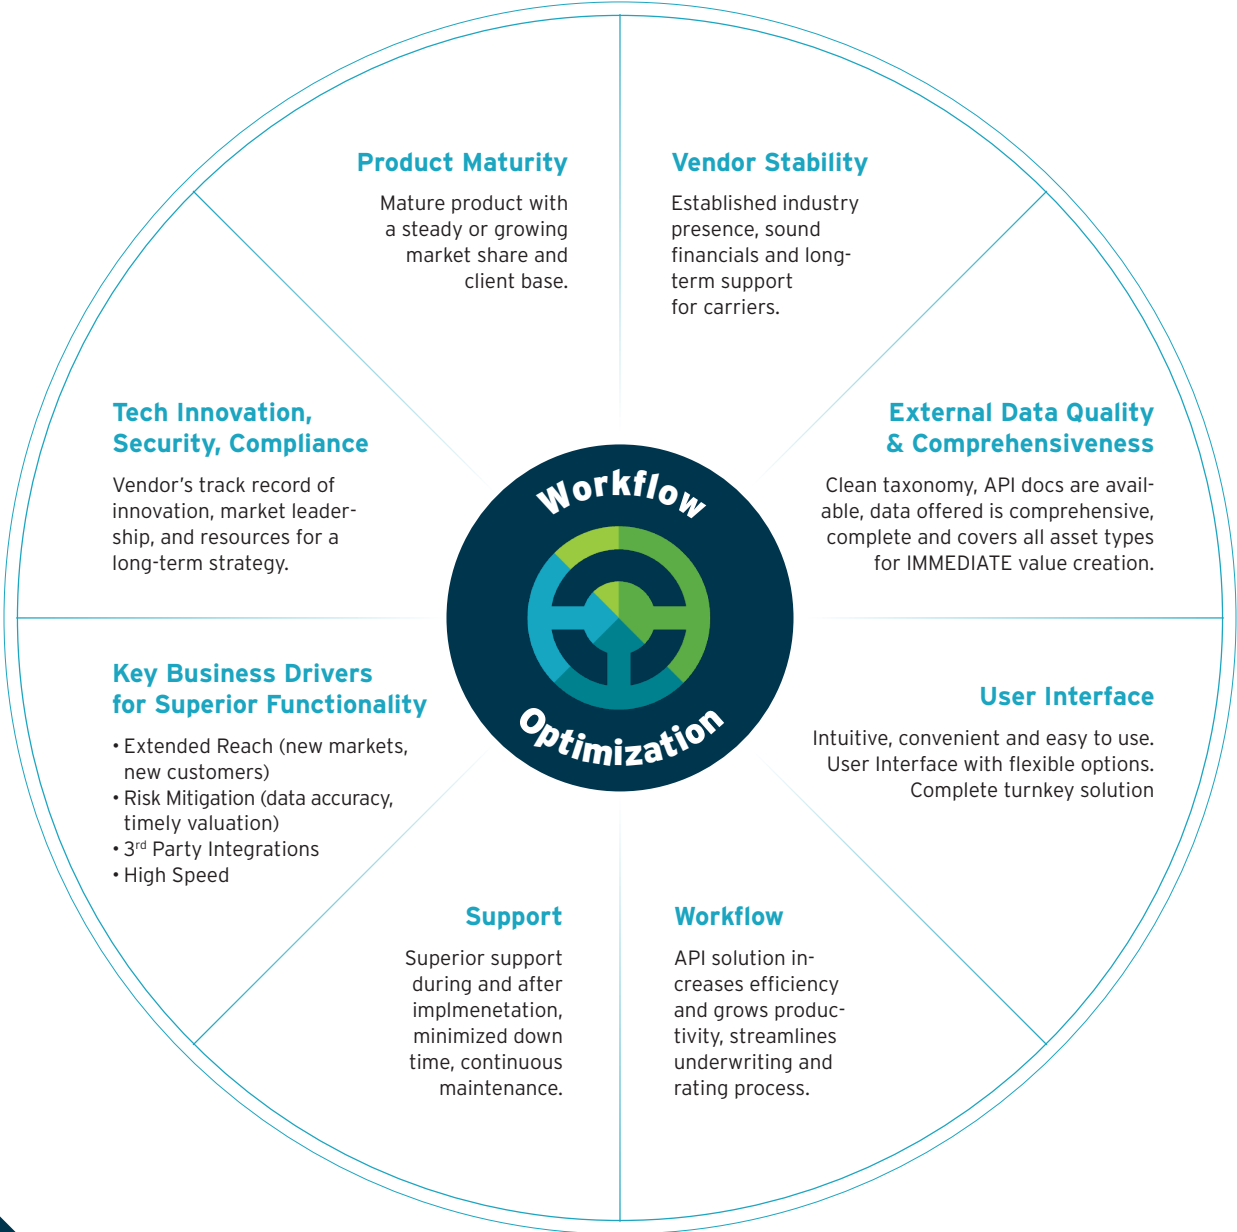 Product Maturity
Mature product with
a steady or growing
market share and
client base.
Vendor Stability
Established industry
presence, sound
financials and long-
term support
for carriers.
Tech Innovation,
Security, Compliance
Vendor's track record of
innovation, market leader-
ship, and resources for a
long-term strategy.
Workflow
Optimization
External Data Quality
& Comprehensiveness
Clean taxonomy, API docs are avail-
able, data offered is comprehensive,
complete and covers all asset types
for IMMEDIATE value creation.
Key Business Drivers
for Superior Functionality
• Extended Reach (new markets,
new customers)
• Risk Mitigation (data accuracy,
timely valuation)
• 3rd Party Integrations
• High Speed
User Interface
Intuitive, convenient and easy to use.
User Interface with flexible options.
Complete turnkey solution
Support
Superior support
during and after
implmenetation,
minimized down
time, continuous
maintenance.
Workflow
API solution in-
creases efficiency
and grows produc-
tivity, streamlines
underwriting and
rating process.